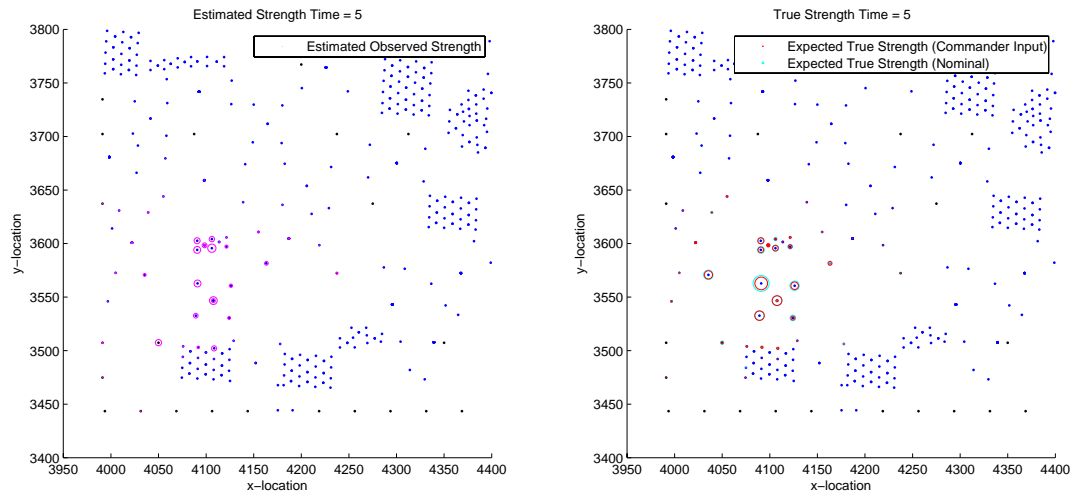 Estimated Strength Time = 5
Estimated Observed Strength
3800
3750
3700
3650
3600
3550
3500
3450
3400
y−location
3950 4000 4050 4100 4150 4200 4250 4300 4350 4400
x−location
True Strength Time = 5
Expected True Strength (Commander Input)
Expected True Strength (Nominal)
3800
3750
3700
3650
3600
3550
3500
3450
3400
y−location
3950 4000 4050 4100 4150 4200 4250 4300 4350 4400
x−location